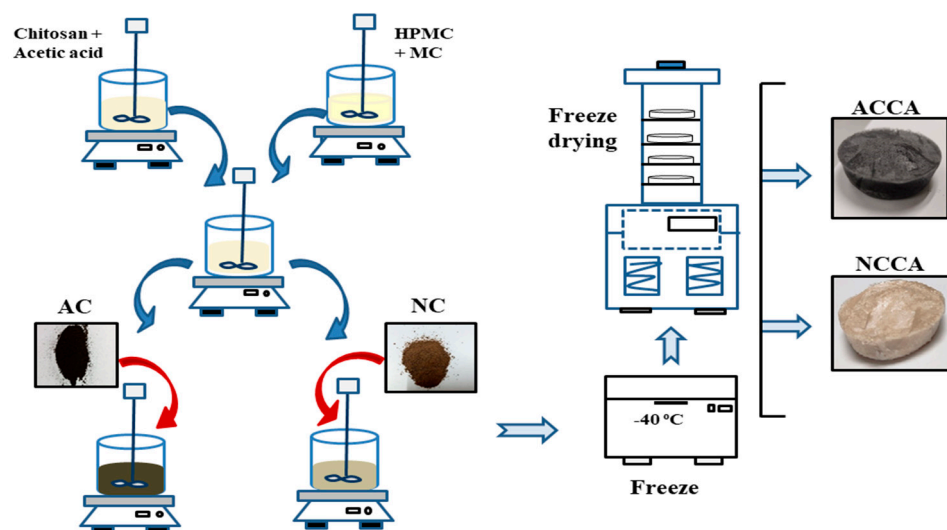 Chitosan +
Acetic acid
HPMC
+ MC
AC
NC
Freeze
drying
-40 ºC
Freeze
ACCA
NCCA